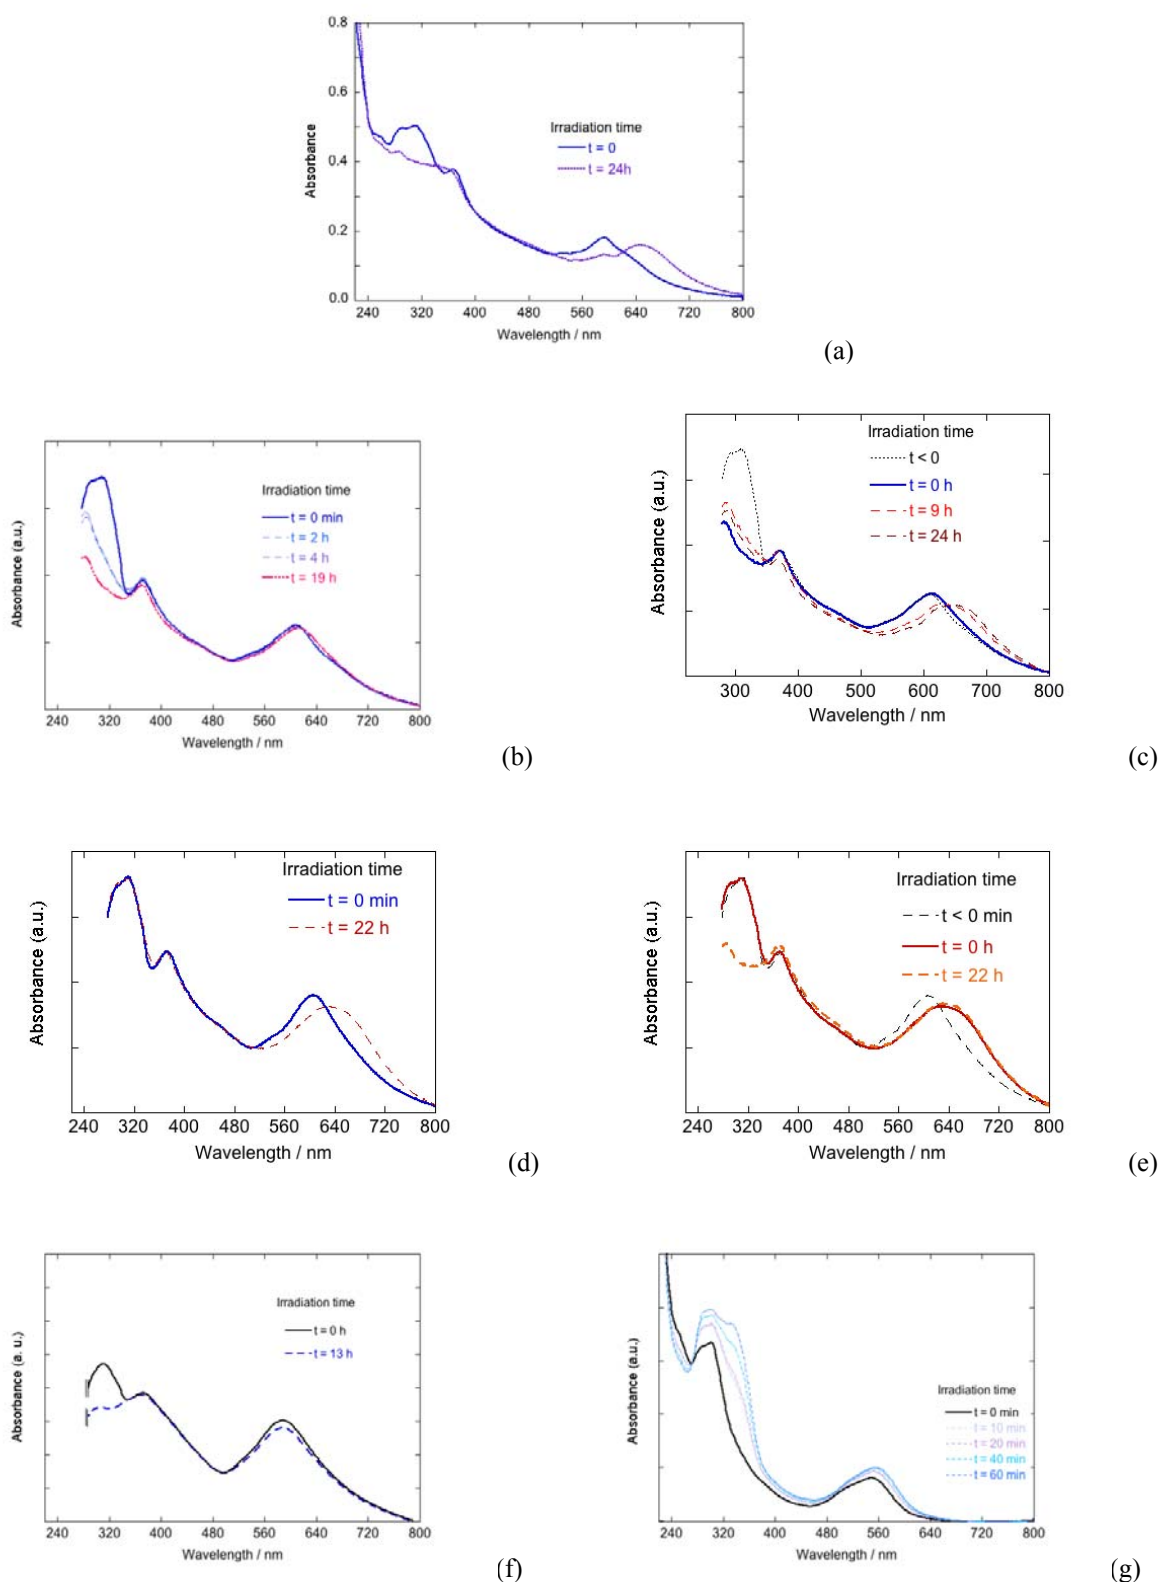 0.8
0.6
0.4
0.2
0.0
Absorbance
Irradiation time
t = 0
t = 24h
240 320 400 480 560 640 720 800
Wavelength / nm
(a)
Absorbance (a.u.)
Irradiation time
t = 0 min
t = 2 h
t = 4 h
t = 19 h
240 320 400 480 560 640 720 800
Wavelength / nm
(b)
Absorbance (a.u.)
Irradiation time
t < 0
t = 0 h
t = 9 h
t = 24 h
300 400 500 600 700 800
Wavelength / nm
(c)
Absorbance (a.u.)
Irradiation time
t = 0 min
t = 22 h
240 320 400 480 560 640 720 800
Wavelength / nm
(d)
Absorbance (a.u.)
Irradiation time
t < 0 min
t = 0 h
t = 22 h
240 320 400 480 560 640 720 800
Wavelength / nm
(e)
Absorbance (a. u.)
Irradiation time
t = 0 h
t = 13 h
240 320 400 480 560 640 720 800
Wavelength / nm
(f)
Absorbance (a.u.)
Irradiation time
t = 0 min
t = 10 min
t = 20 min
t = 40 min
t = 60 min
240 320 400 480 560 640 720 800
Wavelength / nm
(g)